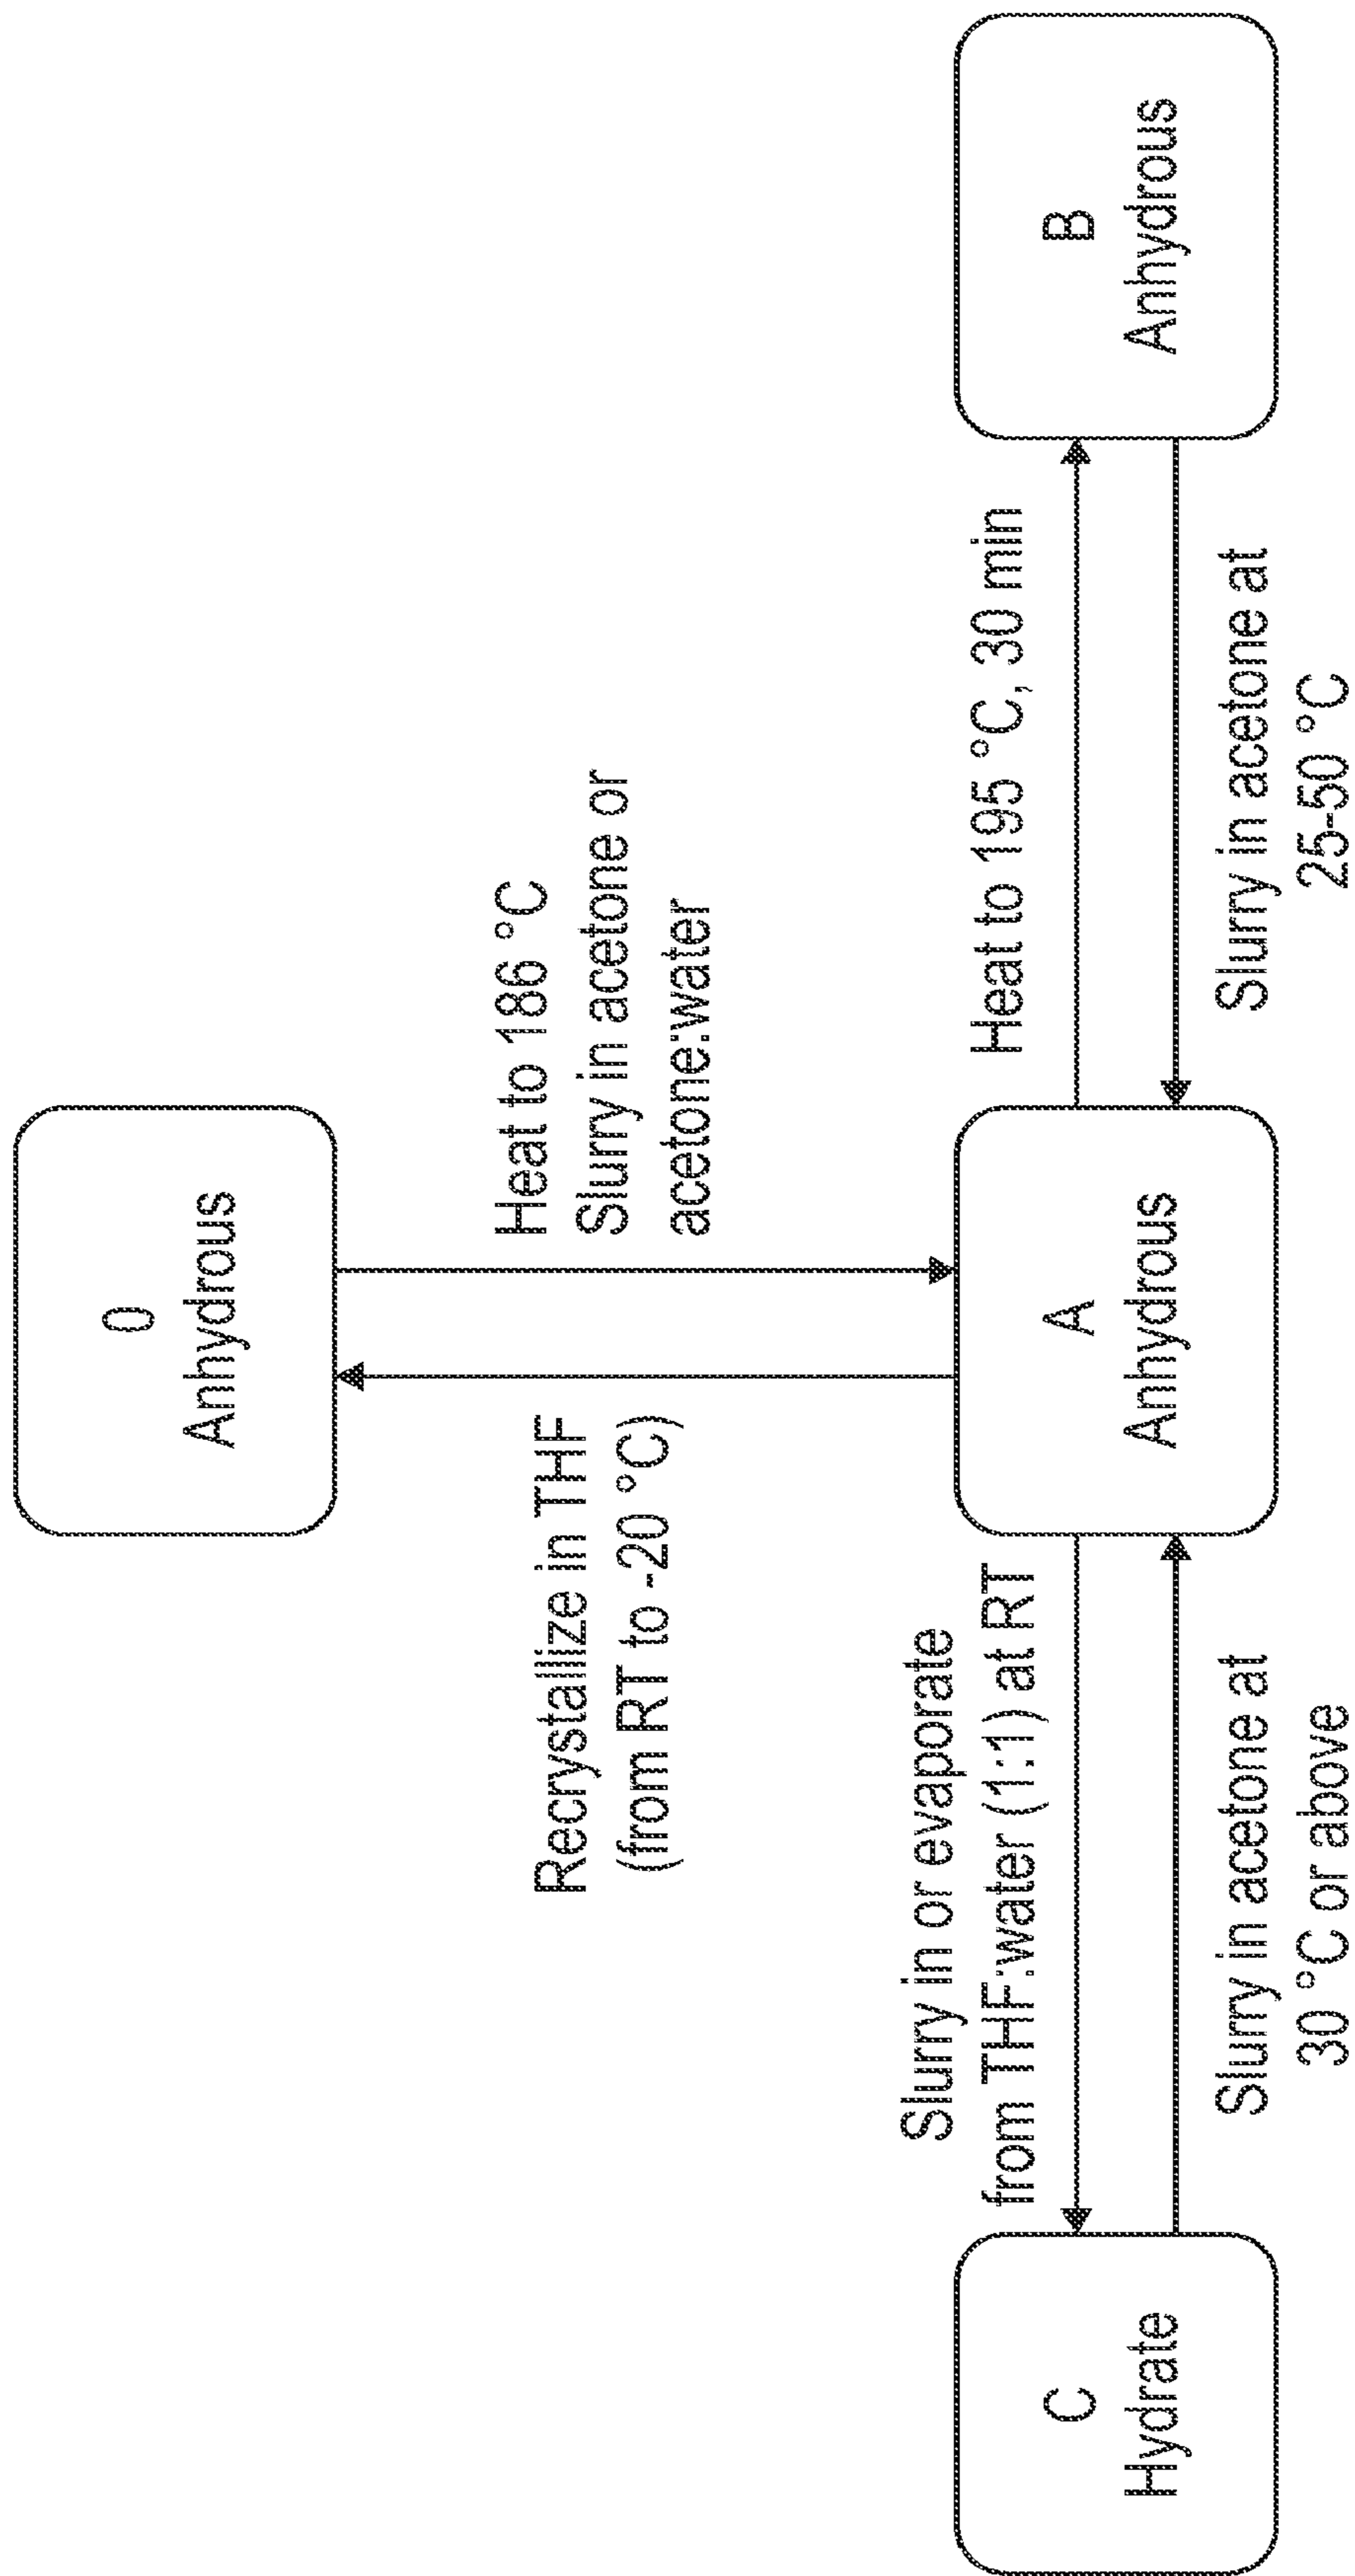 0
Anhydrous
Recrystallize in THF
(from RT to -20 °C)
Heat to 186 °C
Slurry in acetone or
acetone:water
Slurry in or evaporate
from THF:water (1:1) at RT
Heat to 195 °C, 30 min
C
Hydrate
A
Anhydrous
B
Anhydrous
Slurry in acetone at
30 °C or above
Slurry in acetone at
25-50 °C